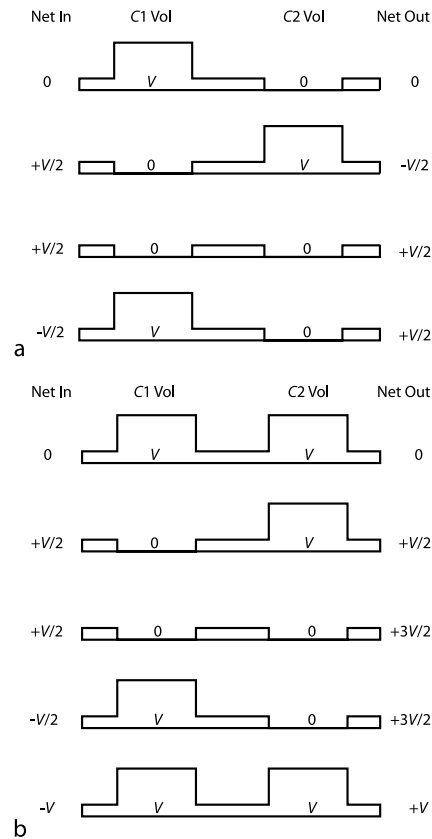 Net In C1 Vol C2 Vol Net Out
0 V 0 0
+V/2 0 V -V/2
+V/2 0 0 +V/2
-V/2 V 0 +V/2
a
Net In C1 Vol C2 Vol Net Out
0 V V 0
+V/2 0 V +V/2
+V/2 0 0 +3V/2
-V/2 V 0 +3V/2
-V V V +V
b